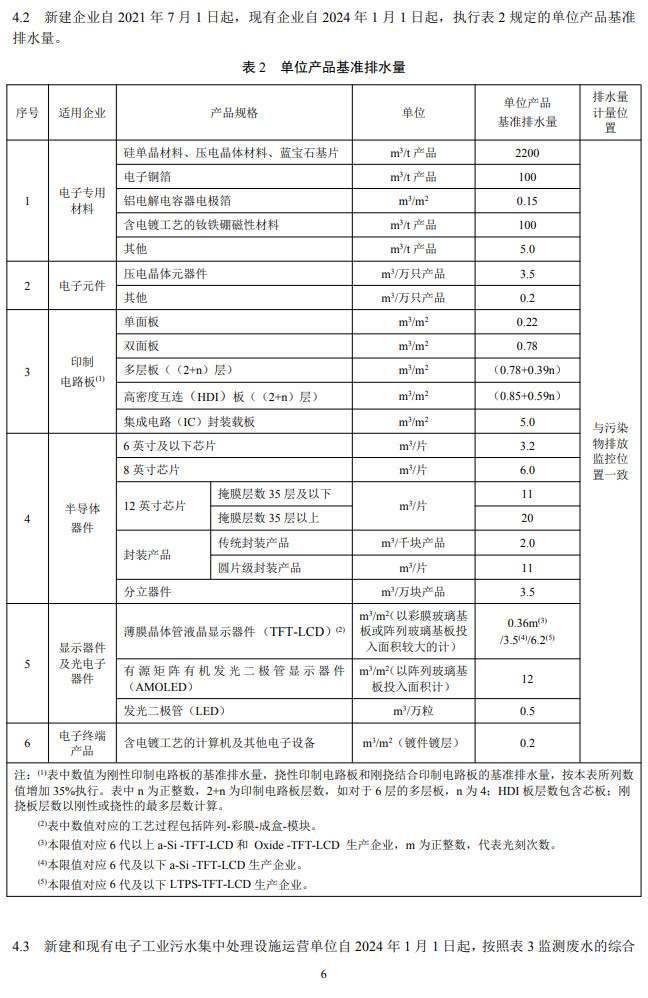 4.2 新建企业自 2021 年 7 月 1 日起，现有企业自 2024 年 1 月 1 日起，执行表 2 规定的单位产品基准
排水量。
表 2 单位产品基准排水量
序号 适用企业 产品规格 单位 单位产品基准排水量 排水量计量位置
1 电子专用材料 硅单晶材料、压电晶体材料、蓝宝石基片 m³/t 产品 2200 与污染物排放监控位置一致
电子铜箔 m³/t 产品 100
铝电解电容器电极箔 m³/m² 0.15
含电镀工艺的钕铁硼磁性材料 m³/t 产品 100
其他 m³/t 产品 5.0
2 电子元件 压电晶体元器件 m³/万只产品 3.5
其他 m³/万只产品 0.2
3 印制电路板⁽¹⁾ 单面板 m³/m² 0.22
双面板 m³/m² 0.78
多层板（（2+n）层） m³/m² （0.78+0.39n）
高密度互连（HDI）板（（2+n）层） m³/m² （0.85+0.59n）
集成电路（IC）封装载板 m³/m² 5.0
4 半导体器件 6 英寸及以下芯片 m³/片 3.2
8 英寸芯片 m³/片 6.0
12 英寸芯片 掩膜层数 35 层及以下 m³/片 11
掩膜层数 35 层以上 20
封装产品 传统封装产品 m³/千块产品 2.0
圆片级封装产品 m³/片 11
分立器件 m³/万块产品 3.5
5 显示器件及光电子器件 薄膜晶体管液晶显示器件（TFT-LCD）⁽²⁾ m³/m²（以彩膜玻璃基板或阵列玻璃基板投入面积较大的计） 0.36m⁽³⁾/3.5⁽⁴⁾/6.2⁽⁵⁾
有源矩阵有机发光二极管显示器件（AMOLED） m³/m²（以阵列玻璃基板投入面积计） 12
发光二极管（LED） m³/万粒 0.5
6 电子终端产品 含电镀工艺的计算机及其他电子设备 m³/m²（镀件镀层） 0.2
注：⁽¹⁾表中数值为刚性印制电路板的基准排水量，挠性印制电路板和刚挠结合印制电路板的基准排水量，按本表所列数
值增加 35%执行。表中 n 为正整数，2+n 为印制电路板层数，如对于 6 层的多层板，n 为 4；HDI 板层数包含芯板；刚
挠板层数以刚性或挠性的最多层数计算。
⁽²⁾表中数值对应的工艺过程包括阵列-彩膜-成盒-模块。
⁽³⁾本限值对应 6 代以上 a-Si -TFT-LCD 和 Oxide -TFT-LCD 生产企业，m 为正整数，代表光刻次数。
⁽⁴⁾本限值对应 6 代及以下 a-Si -TFT-LCD 生产企业。
⁽⁵⁾本限值对应 6 代及以下 LTPS-TFT-LCD 生产企业。
4.3 新建和现有电子工业污水集中处理设施运营单位自 2024 年 1 月 1 日起，按照表 3 监测废水的综合
6